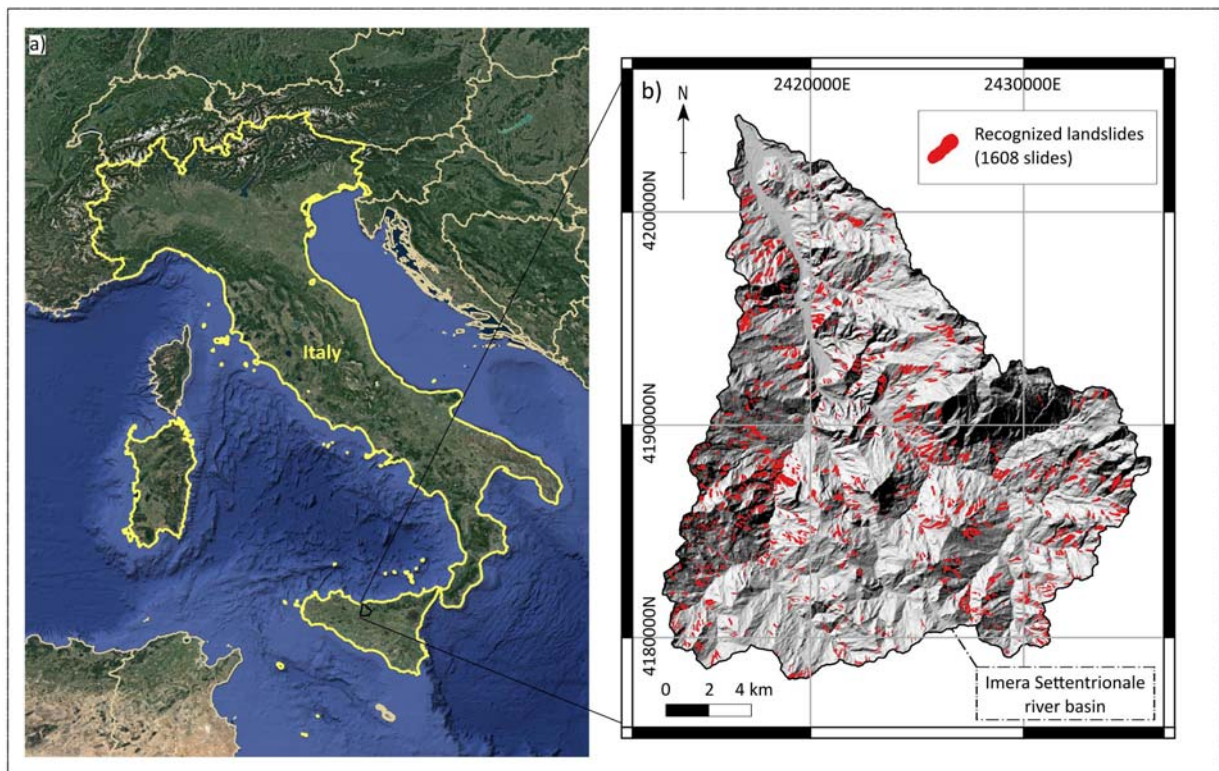 a)
Italy
b)
N
2420000E
2430000E
Recognized landslides
(1608 slides)
4200000N
4190000N
4180000N
0 2 4 km
Imera Settentrionale
river basin